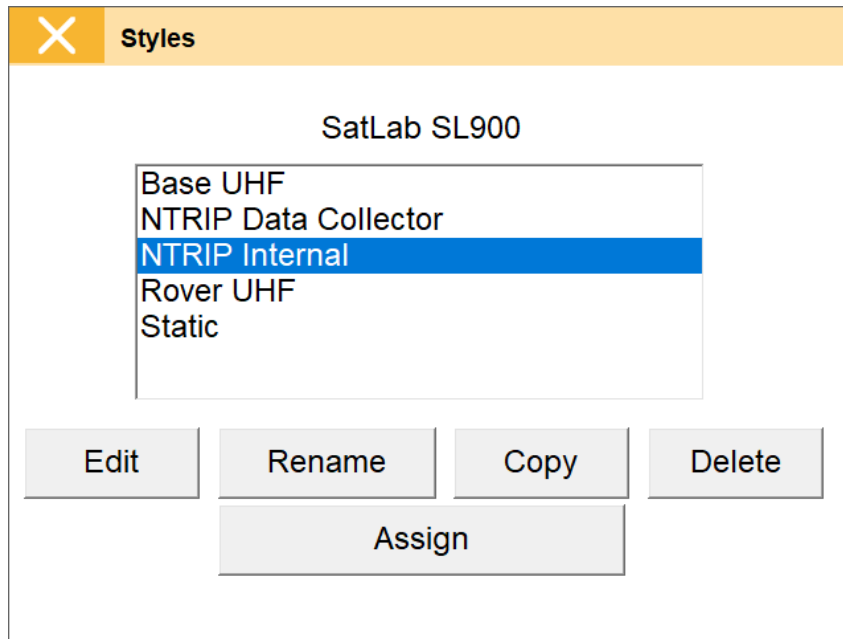 Styles
SatLab SL900
Base UHF
NTRIP Data Collector
NTRIP Internal
Rover UHF
Static
Edit Rename Copy Delete
Assign